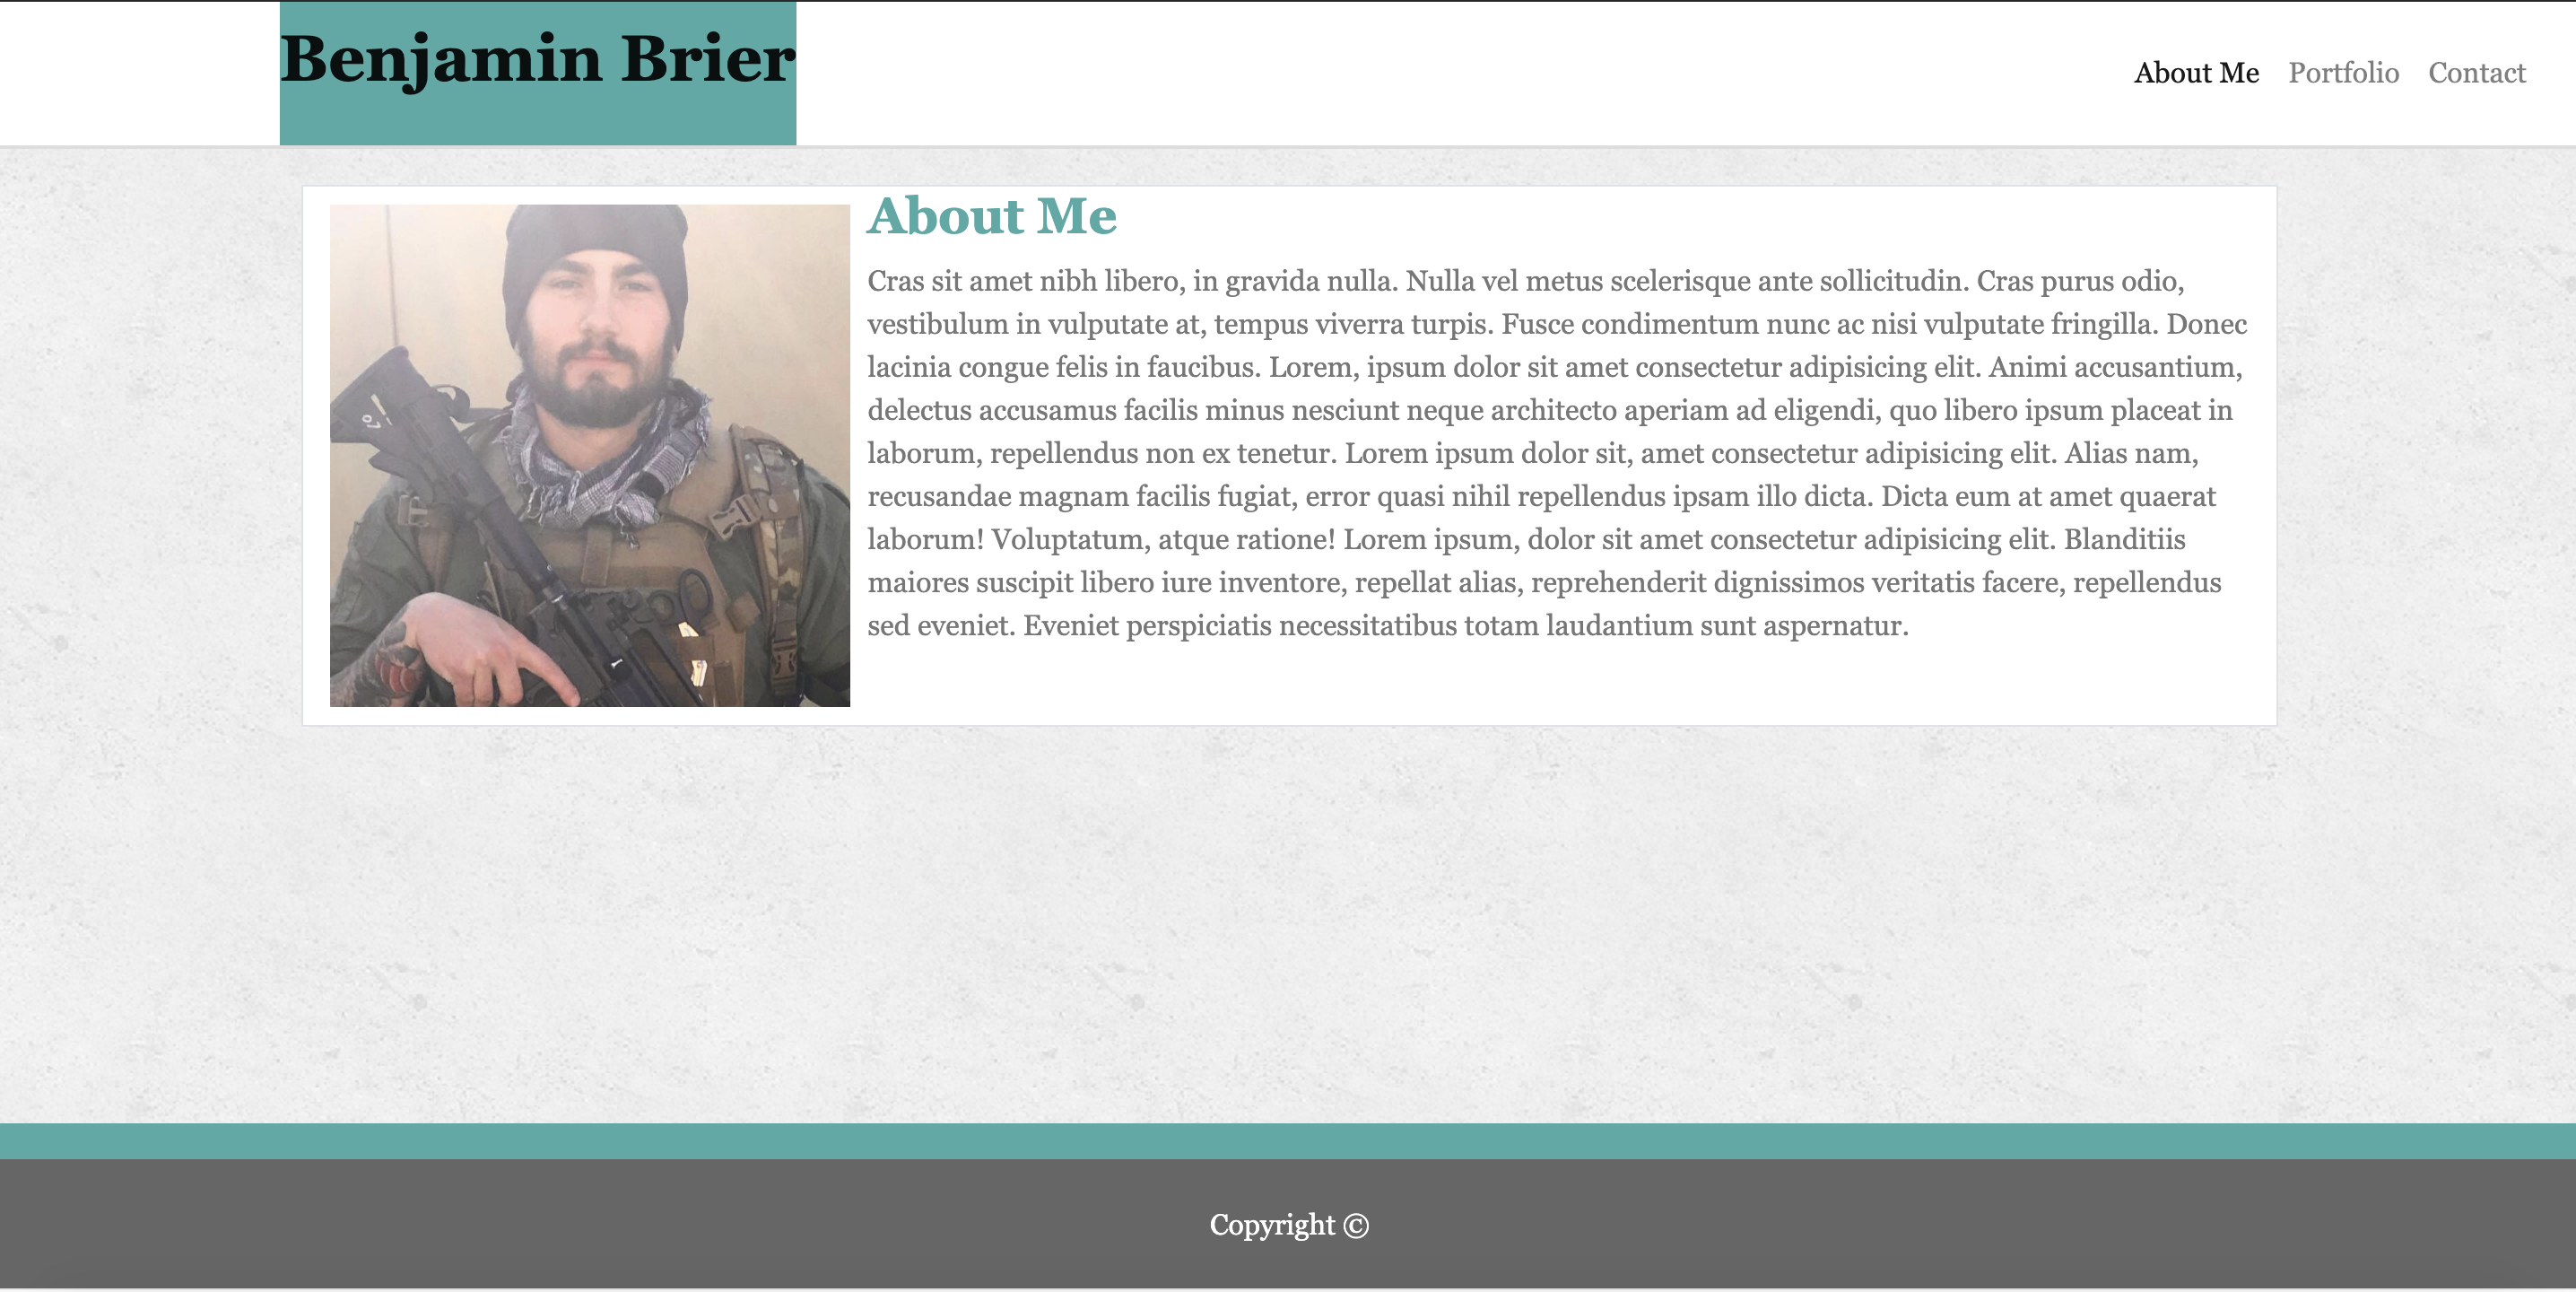 Benjamin Brier
About Me Portfolio Contact
About Me
Cras sit amet nibh libero, in gravida nulla. Nulla vel metus scelerisque ante sollicitudin. Cras purus odio,
vestibulum in vulputate at, tempus viverra turpis. Fusce condimentum nunc ac nisi vulputate fringilla. Donec
lacinia congue felis in faucibus. Lorem, ipsum dolor sit amet consectetur adipisicing elit. Animi accusantium,
delectus accusamus facilis minus nesciunt neque architecto aperiam ad eligendi, quo libero ipsum placeat in
laborum, repellendus non ex tenetur. Lorem ipsum dolor sit, amet consectetur adipisicing elit. Alias nam,
recusandae magnam facilis fugiat, error quasi nihil repellendus ipsam illo dicta. Dicta eum at amet quaerat
laborum! Voluptatum, atque ratione! Lorem ipsum, dolor sit amet consectetur adipisicing elit. Blanditiis
maiores suscipit libero iure inventore, repellat alias, reprehenderit dignissimos veritatis facere, repellendus
sed eveniet. Eveniet perspiciatis necessitatibus totam laudantium sunt aspernatur.
Copyright ©